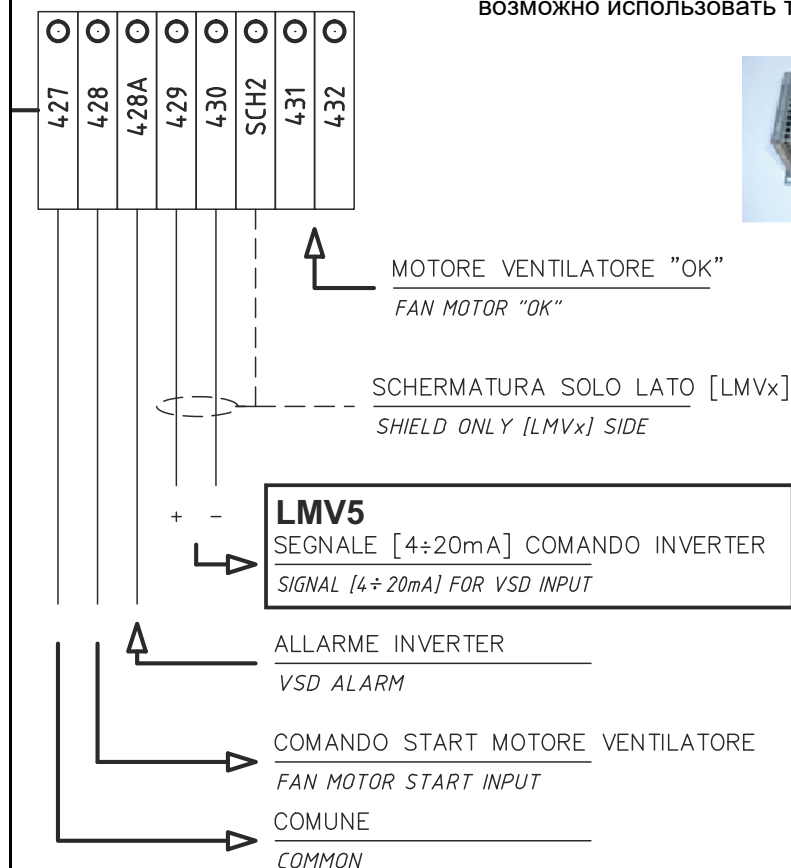 возможно использовать т
427
428
428A
429
430
SCH2
431
432
MOTORE VENTILATORE "OK"
FAN MOTOR "OK"
SCHERMATURA SOLO LATO [LMVx]
SHIELD ONLY [LMVx] SIDE
+ -
LMV5
SEGNALE [4÷20mA] COMANDO INVERTER
SIGNAL [4÷20mA] FOR VSD INPUT
ALLARME INVERTER
VSD ALARM
COMANDO START MOTORE VENTILATORE
FAN MOTOR START INPUT
COMUNE
COMMON